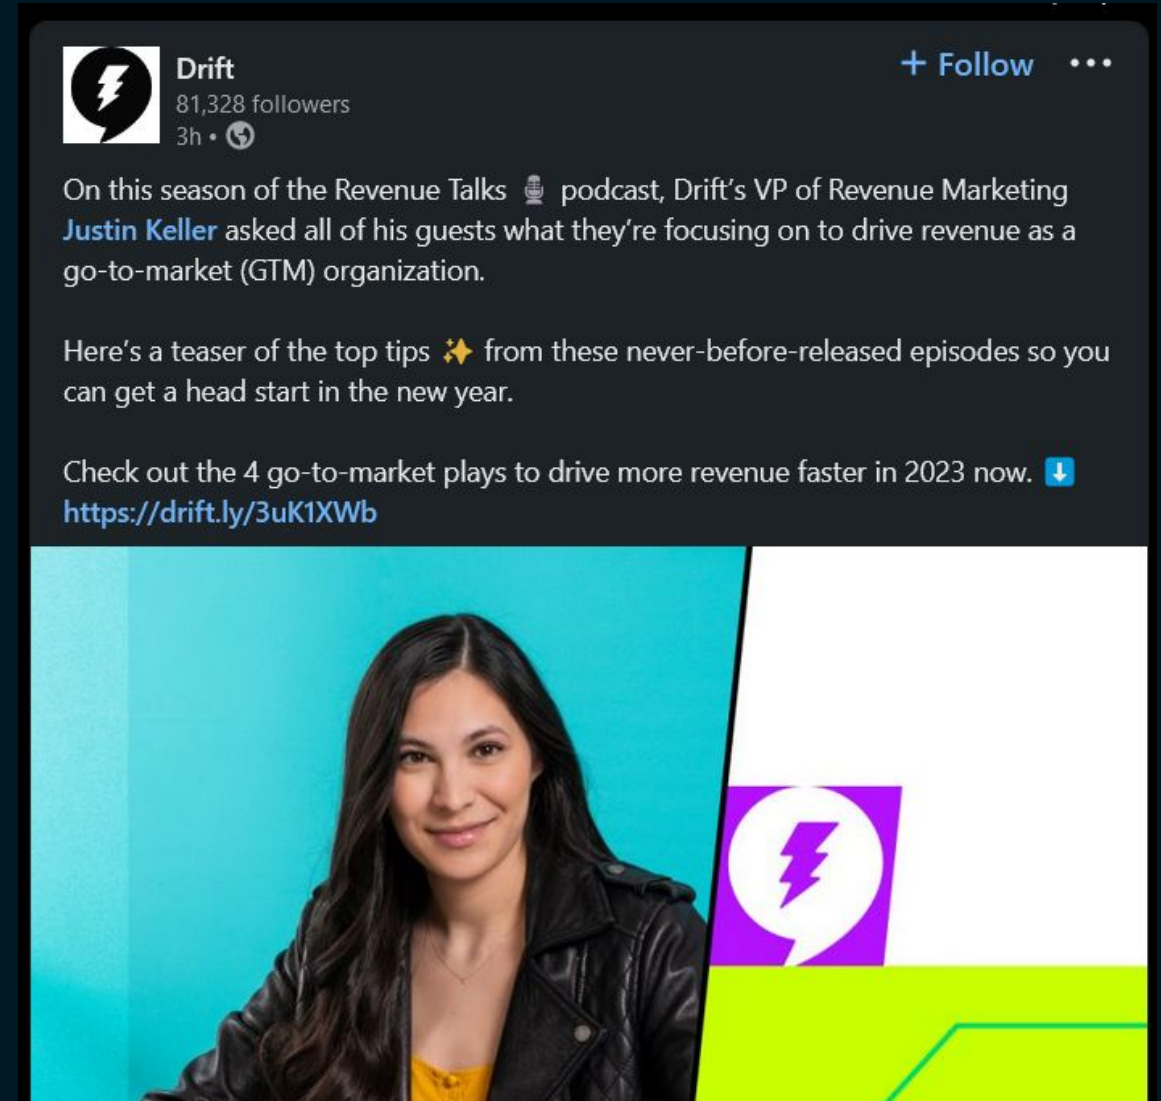 Drift
+ Follow
81,328 followers
3h •
On this season of the Revenue Talks 🎙️ podcast, Drift’s VP of Revenue Marketing
Justin Keller asked all of his guests what they’re focusing on to drive revenue as a
go-to-market (GTM) organization.
Here’s a teaser of the top tips ✨ from these never-before-released episodes so you
can get a head start in the new year.
Check out the 4 go-to-market plays to drive more revenue faster in 2023 now. ⬇️
https://drift.ly/3uK1XWb